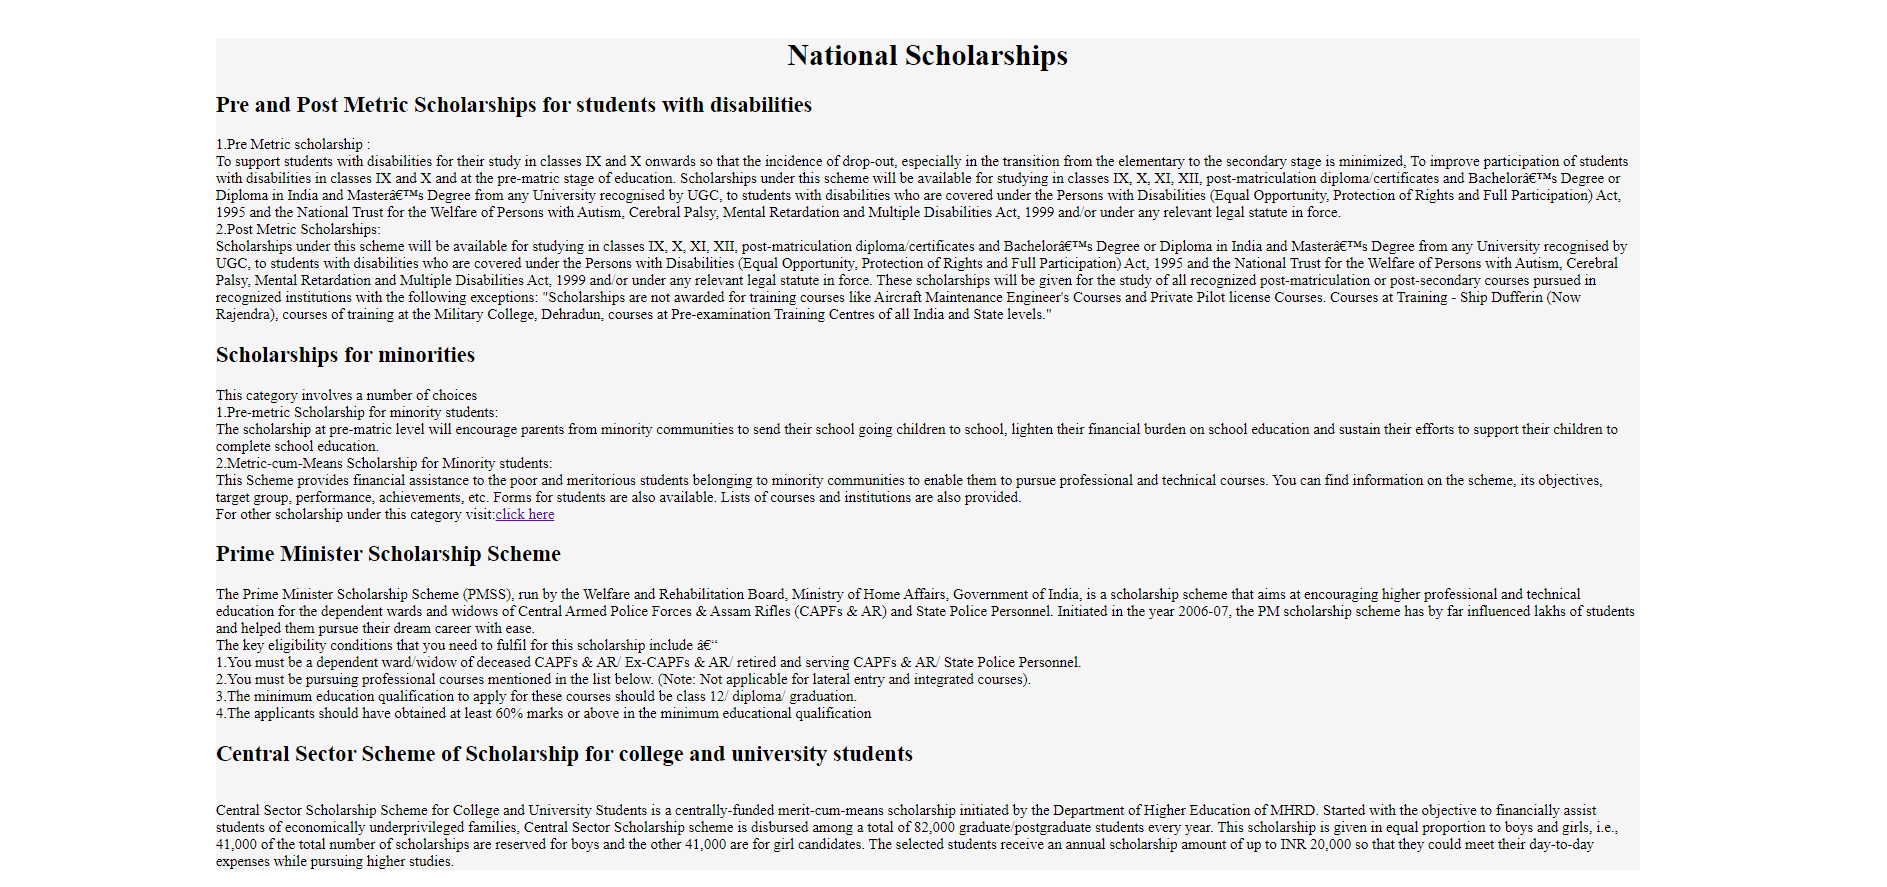 National Scholarships
Pre and Post Metric Scholarships for students with disabilities
1.Pre Metric scholarship :
To support students with disabilities for their study in classes IX and X onwards so that the incidence of drop-out, especially in the transition from the elementary to the secondary stage is minimized, To improve participation of students
with disabilities in classes IX and X and at the pre-matric stage of education. Scholarships under this scheme will be available for studying in classes IX, X, XI, XII, post-matriculation diploma/certificates and Bachelorâ€™s Degree or
Diploma in India and Masterâ€™s Degree from any University recognised by UGC, to students with disabilities who are covered under the Persons with Disabilities (Equal Opportunity, Protection of Rights and Full Participation) Act,
1995 and the National Trust for the Welfare of Persons with Autism, Cerebral Palsy, Mental Retardation and Multiple Disabilities Act, 1999 and/or under any relevant legal statute in force.
2.Post Metric Scholarships:
Scholarships under this scheme will be available for studying in classes IX, X, XI, XII, post-matriculation diploma/certificates and Bachelorâ€™s Degree or Diploma in India and Masterâ€™s Degree from any University recognised by
UGC, to students with disabilities who are covered under the Persons with Disabilities (Equal Opportunity, Protection of Rights and Full Participation) Act, 1995 and the National Trust for the Welfare of Persons with Autism, Cerebral
Palsy, Mental Retardation and Multiple Disabilities Act, 1999 and/or under any relevant legal statute in force. These scholarships will be given for the study of all recognized post-matriculation or post-secondary courses pursued in
recognized institutions with the following exceptions: "Scholarships are not awarded for training courses like Aircraft Maintenance Engineer's Courses and Private Pilot license Courses. Courses at Training - Ship Dufferin (Now
Rajendra), courses of training at the Military College, Dehradun, courses at Pre-examination Training Centres of all India and State levels."
Scholarships for minorities
This category involves a number of choices
1.Pre-metric Scholarship for minority students:
The scholarship at pre-matric level will encourage parents from minority communities to send their school going children to school, lighten their financial burden on school education and sustain their efforts to support their children to
complete school education.
2.Metric-cum-Means Scholarship for Minority students:
This Scheme provides financial assistance to the poor and meritorious students belonging to minority communities to enable them to pursue professional and technical courses. You can find information on the scheme, its objectives,
target group, performance, achievements, etc. Forms for students are also available. Lists of courses and institutions are also provided.
For other scholarship under this category visit:click here
Prime Minister Scholarship Scheme
The Prime Minister Scholarship Scheme (PMSS), run by the Welfare and Rehabilitation Board, Ministry of Home Affairs, Government of India, is a scholarship scheme that aims at encouraging higher professional and technical
education for the dependent wards and widows of Central Armed Police Forces & Assam Rifles (CAPFs & AR) and State Police Personnel. Initiated in the year 2006-07, the PM scholarship scheme has by far influenced lakhs of students
and helped them pursue their dream career with ease.
The key eligibility conditions that you need to fulfil for this scholarship include â€“
1.You must be a dependent ward/widow of deceased CAPFs & AR/ Ex-CAPFs & AR/ retired and serving CAPFs & AR/ State Police Personnel.
2.You must be pursuing professional courses mentioned in the list below. (Note: Not applicable for lateral entry and integrated courses).
3.The minimum education qualification to apply for these courses should be class 12/ diploma/ graduation.
4.The applicants should have obtained at least 60% marks or above in the minimum educational qualification
Central Sector Scheme of Scholarship for college and university students
Central Sector Scholarship Scheme for College and University Students is a centrally-funded merit-cum-means scholarship initiated by the Department of Higher Education of MHRD. Started with the objective to financially assist
students of economically underprivileged families, Central Sector Scholarship scheme is disbursed among a total of 82,000 graduate/postgraduate students every year. This scholarship is given in equal proportion to boys and girls, i.e.,
41,000 of the total number of scholarships are reserved for boys and the other 41,000 are for girl candidates. The selected students receive an annual scholarship amount of up to INR 20,000 so that they could meet their day-to-day
expenses while pursuing higher studies.